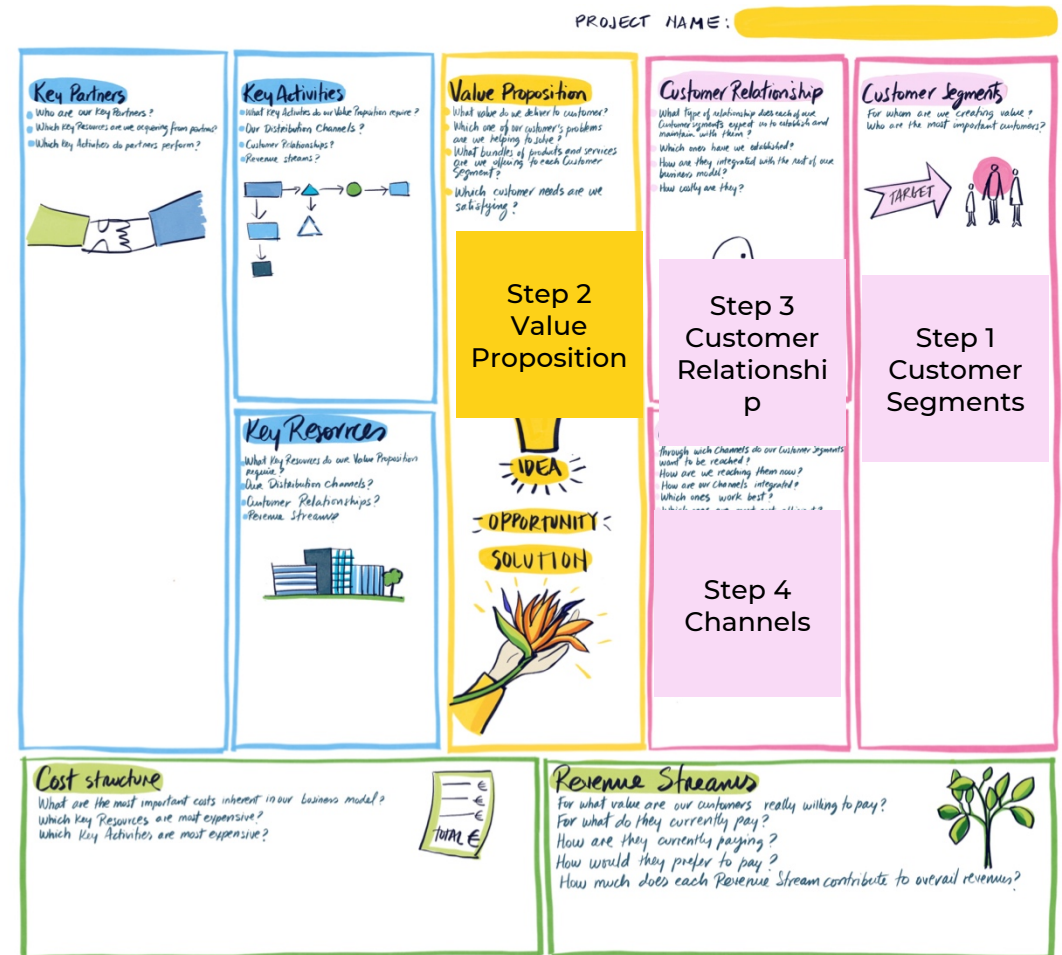 PROJECT NAME:
Key Partners
Who are our Key Partners?
Which Key Resources are we acquiring from partners?
Which Key Activities do partners perform?
Key Activities
What Key Activities do our Value Proposition require?
Our Distribution Channels?
Customer Relationships?
Revenue streams?
Key Resources
What Key Resources do our Value Proposition
require?
Our Distribution Channels?
Customer Relationships?
Revenue Streams
Value Proposition
What value do we deliver to customer?
Which one of our customer's problems
are we helping to solve?
What bundles of products and services
are we offering to each Customer
Segment?
Which customer needs are we
satisfying?
Step 2
Value
Proposition
IDEA
OPPORTUNITY
SOLUTION
Customer Relationship
What type of relationship does each of our
Customer segments expect us to establish and
maintain with them?
Which ones have we established?
How are they integrated with the rest of our
business model?
How costly are they?
Step 3
Customer
Relationshi
p
through wich Channels do our Customer Segments
want to be reached?
How are we reaching them now?
How are our Channels integrated?
Which ones work best?
Step 4
Channels
Customer Segments
For whom are we creating value?
Who are the most important customers?
TARGET
Step 1
Customer
Segments
Cost structure
What are the most important costs inherent in our business model?
Which Key Resources are most expensive?
Which Key Activities are most expensive?
€
€
€
TOTAL €
Revenue Streams
For what value are our customers really willing to pay?
For what do they currently pay?
How are they currently paying?
How would they prefer to pay?
How much does each Revenue Stream contribute to overall revenues?